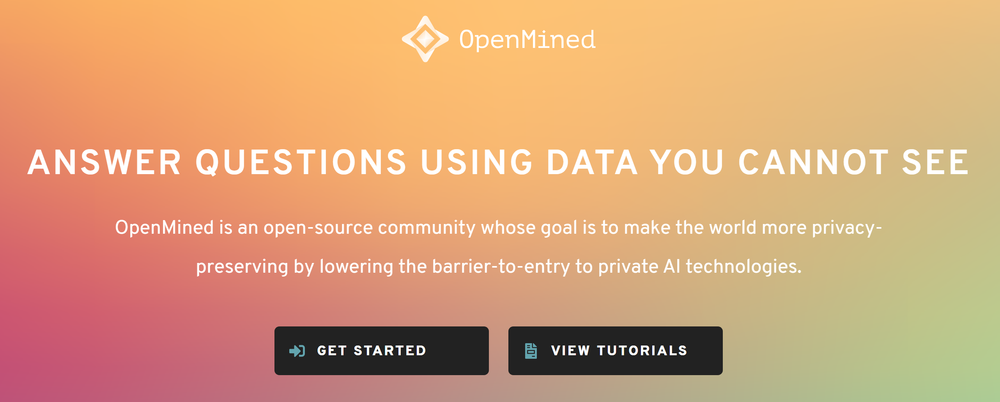 OpenMined
ANSWER QUESTIONS USING DATA YOU CANNOT SEE
OpenMined is an open-source community whose goal is to make the world more privacy-
preserving by lowering the barrier-to-entry to private AI technologies.
GET STARTED
VIEW TUTORIALS